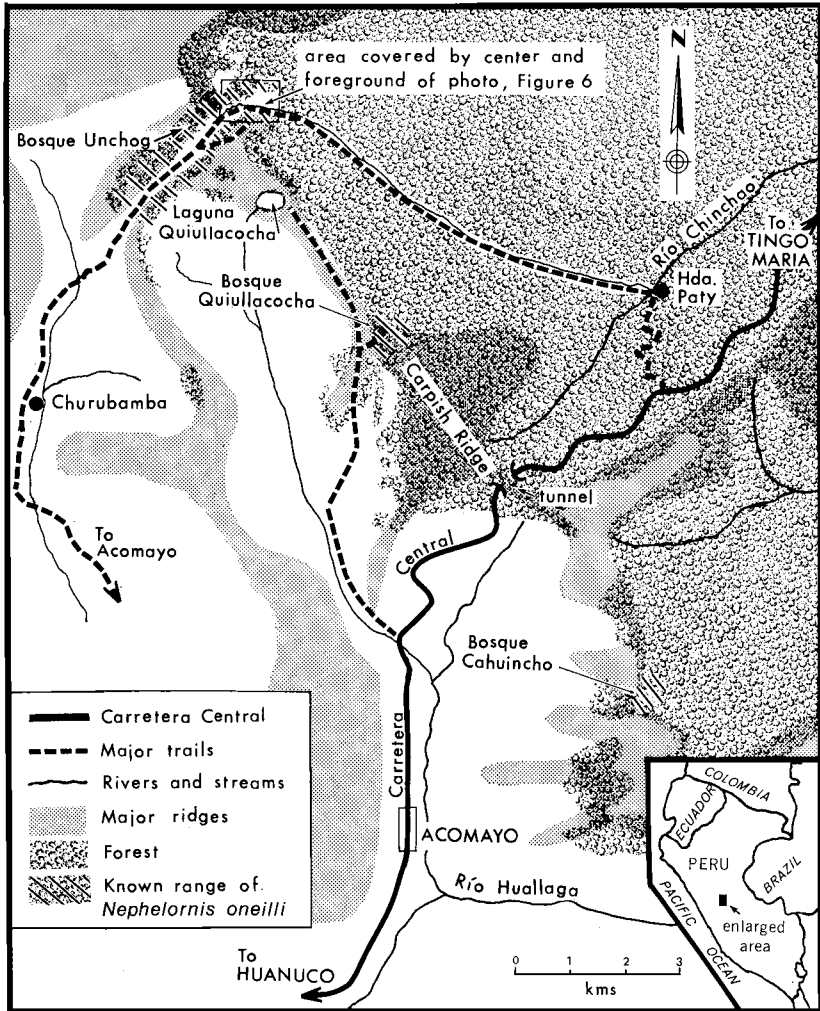 area covered by center and
foreground of photo, Figure 6
N
Bosque Unchog
Laguna
Quiullacocha
Bosque
Quiullacocha
Río Chinchao
To
TINGO
MARIA
Hda.
Paty
Carpish Ridge
Churubamba
tunnel
To
Acomayo
Central
Bosque
Cahuincho
Carretera
ACOMAYO
Río Huallaga
To
HUANUCO
0 1 2 3
kms
Carretera Central
Major trails
Rivers and streams
Major ridges
Forest
Known range of
Nephelornis oneilli
COLOMBIA
ECUADOR
PERU
BRAZIL
PACIFIC OCEAN
enlarged
area